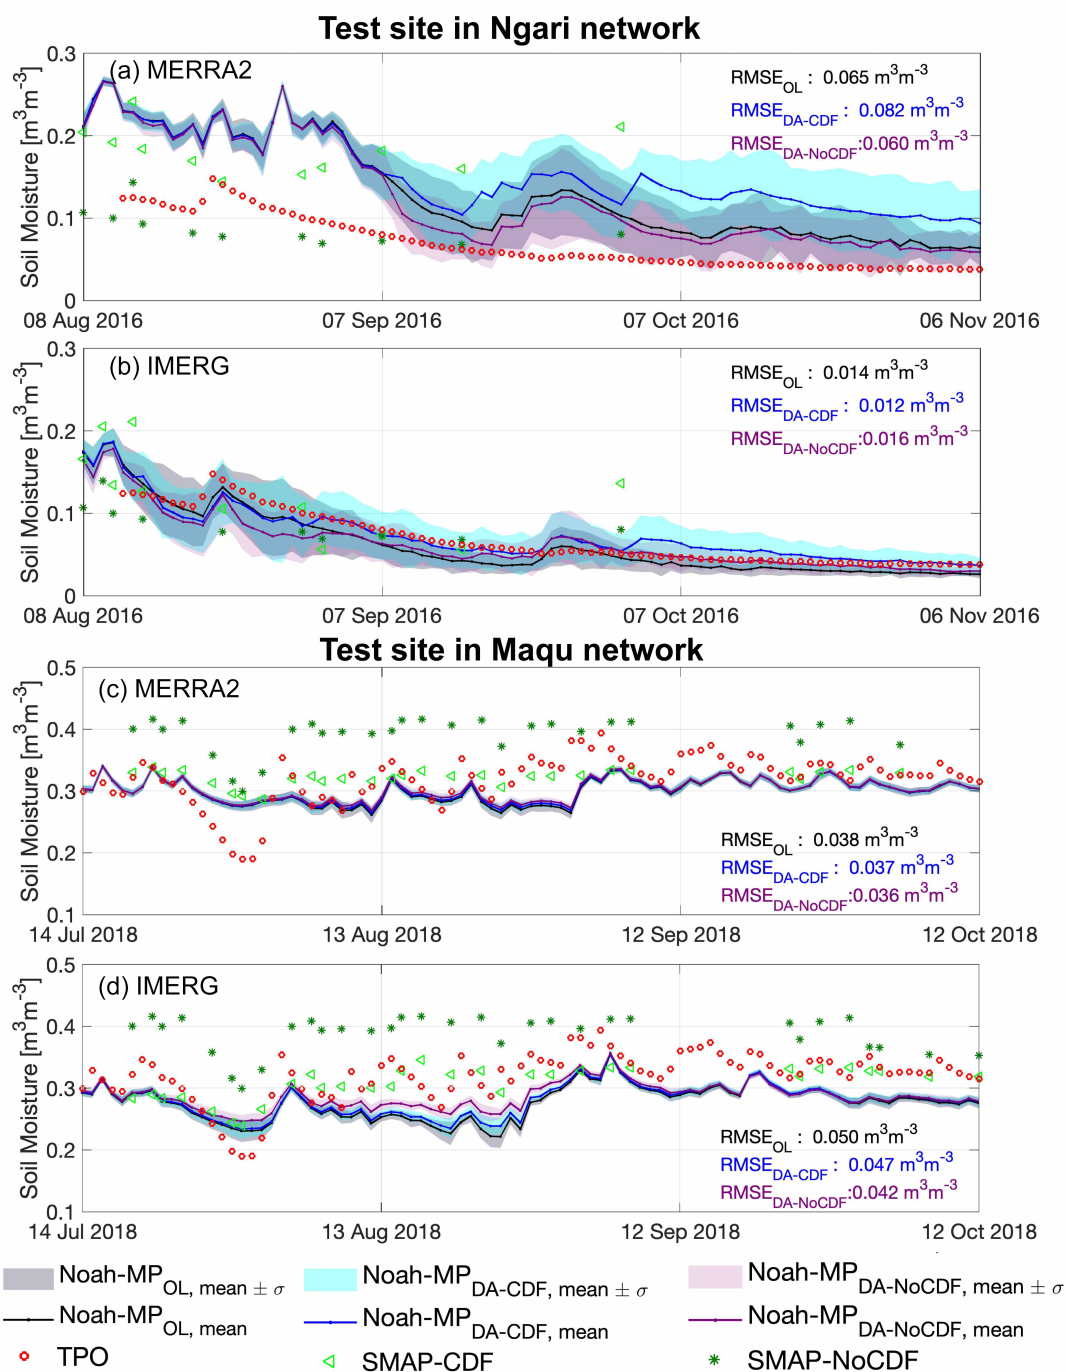 Test site in Ngari network
(a) MERRA2
RMSE_OL : 0.065 m³m⁻³
RMSE_DA-CDF : 0.082 m³m⁻³
RMSE_DA-NoCDF:0.060 m³m⁻³
Soil Moisture [m³m⁻³]
0.3
0.2
0.1
0
08 Aug 2016 07 Sep 2016 07 Oct 2016 06 Nov 2016
(b) IMERG
RMSE_OL : 0.014 m³m⁻³
RMSE_DA-CDF : 0.012 m³m⁻³
RMSE_DA-NoCDF:0.016 m³m⁻³
Soil Moisture [m³m⁻³]
0.3
0.2
0.1
0
08 Aug 2016 07 Sep 2016 07 Oct 2016 06 Nov 2016
Test site in Maqu network
(c) MERRA2
RMSE_OL : 0.038 m³m⁻³
RMSE_DA-CDF : 0.037 m³m⁻³
RMSE_DA-NoCDF:0.036 m³m⁻³
Soil Moisture [m³m⁻³]
0.5
0.4
0.3
0.2
0.1
14 Jul 2018 13 Aug 2018 12 Sep 2018 12 Oct 2018
(d) IMERG
RMSE_OL : 0.050 m³m⁻³
RMSE_DA-CDF : 0.047 m³m⁻³
RMSE_DA-NoCDF:0.042 m³m⁻³
Soil Moisture [m³m⁻³]
0.5
0.4
0.3
0.2
0.1
14 Jul 2018 13 Aug 2018 12 Sep 2018 12 Oct 2018
Noah-MP_OL, mean ± σ Noah-MP_DA-CDF, mean ± σ Noah-MP_DA-NoCDF, mean ± σ
Noah-MP_OL, mean Noah-MP_DA-CDF, mean Noah-MP_DA-NoCDF, mean
TPO SMAP-CDF SMAP-NoCDF